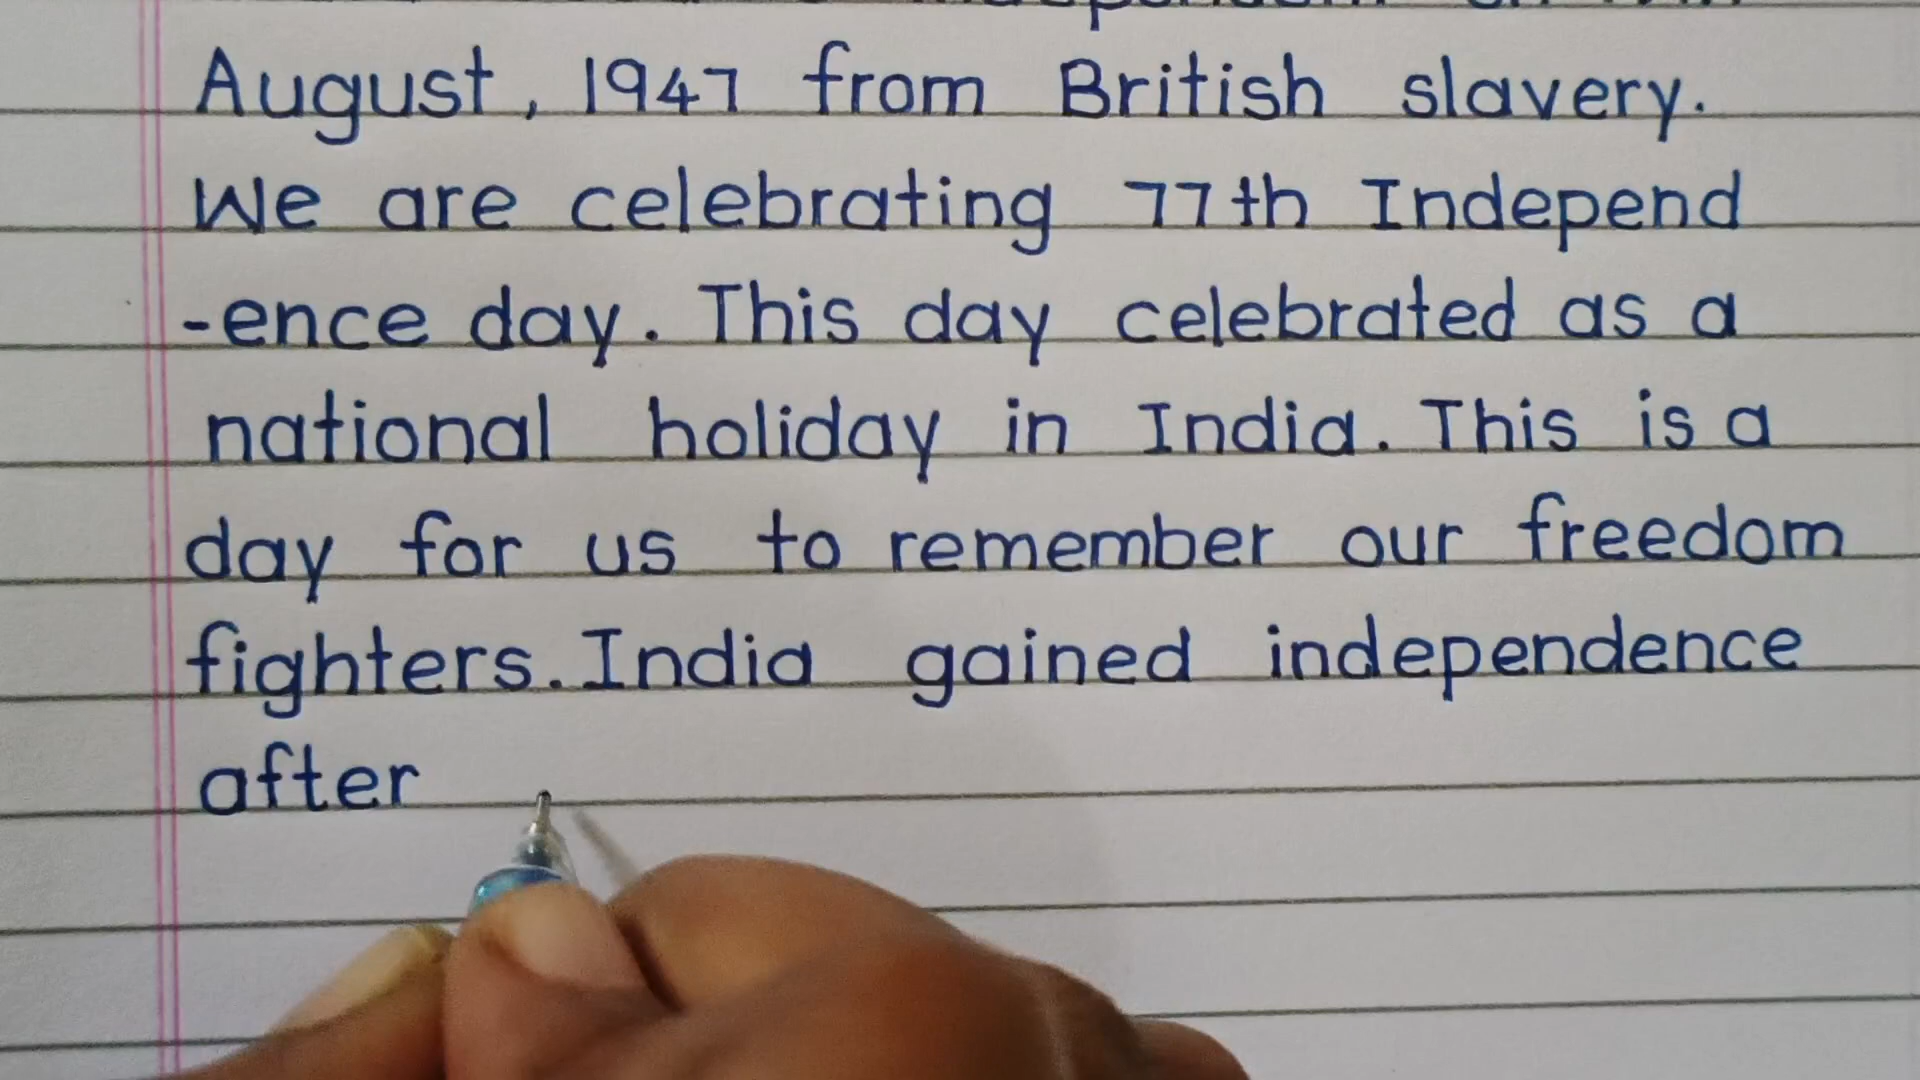 August, 1947 from British slavery.
We are celebrating 77th Independ
-ence day. This day celebrated as a
national holiday in India. This is a
day for us to remember our freedom
fighters. India gained independence
after